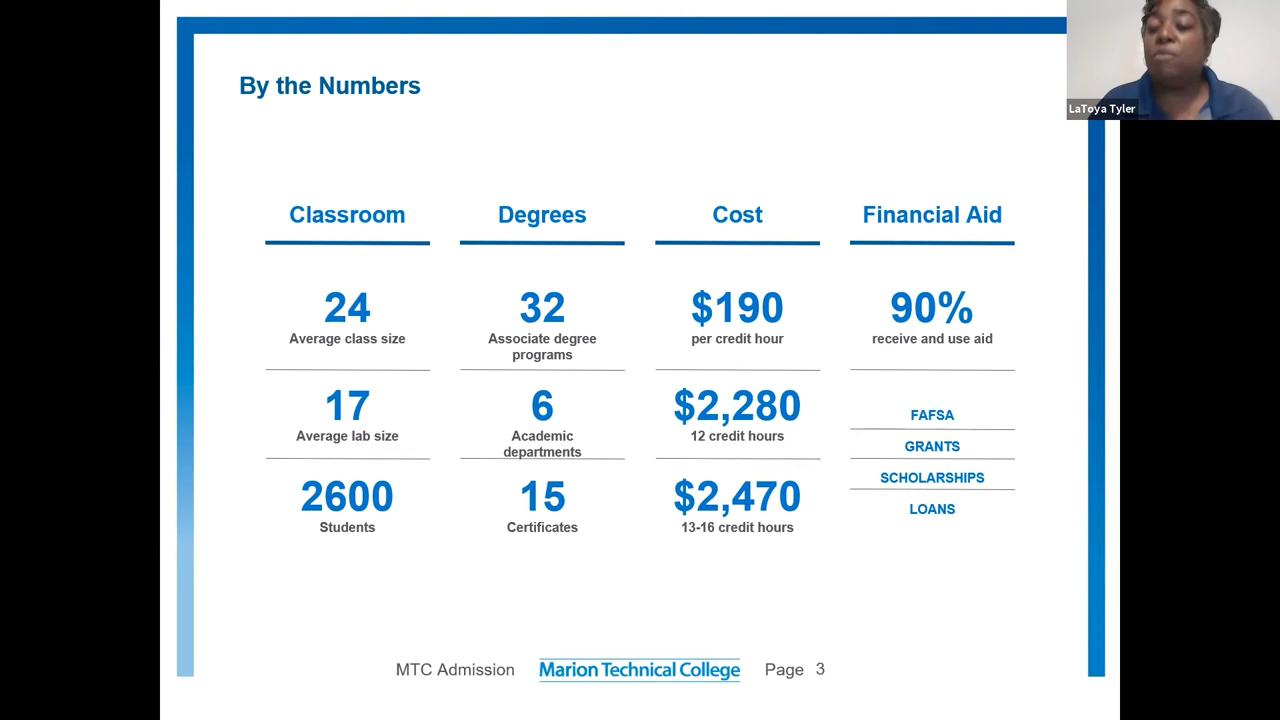 By the Numbers
LaToya Tyler
Classroom
Degrees
Cost
Financial Aid
24
Average class size
32
Associate degree
programs
$190
per credit hour
90%
receive and use aid
17
Average lab size
6
Academic
departments
$2,280
12 credit hours
FAFSA
GRANTS
SCHOLARSHIPS
LOANS
2600
Students
15
Certificates
$2,470
13-16 credit hours
MTC Admission
Marion Technical College
Page 3